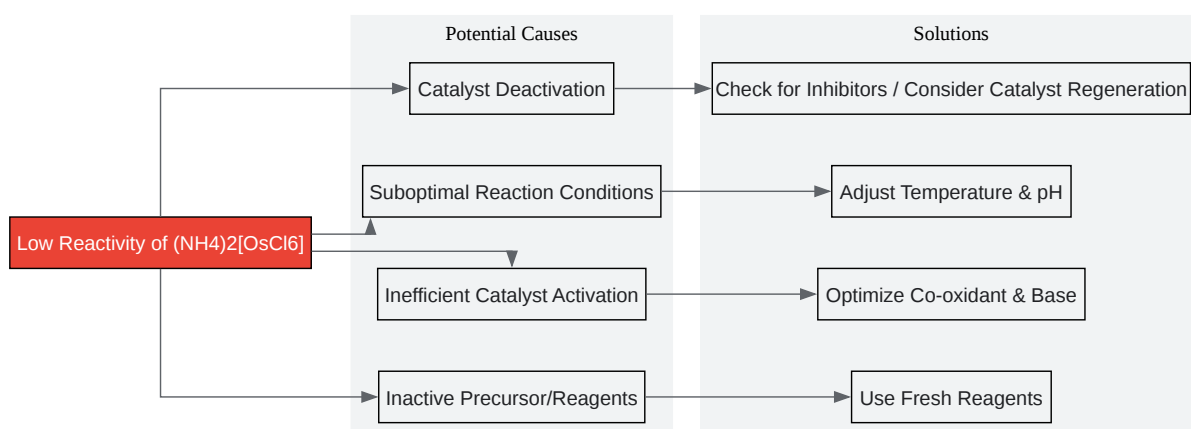 Potential Causes
Solutions
Catalyst Deactivation
Check for Inhibitors / Consider Catalyst Regeneration
Suboptimal Reaction Conditions
Adjust Temperature & pH
Low Reactivity of (NH4)2[OsCl6]
Inefficient Catalyst Activation
Optimize Co-oxidant & Base
Inactive Precursor/Reagents
Use Fresh Reagents